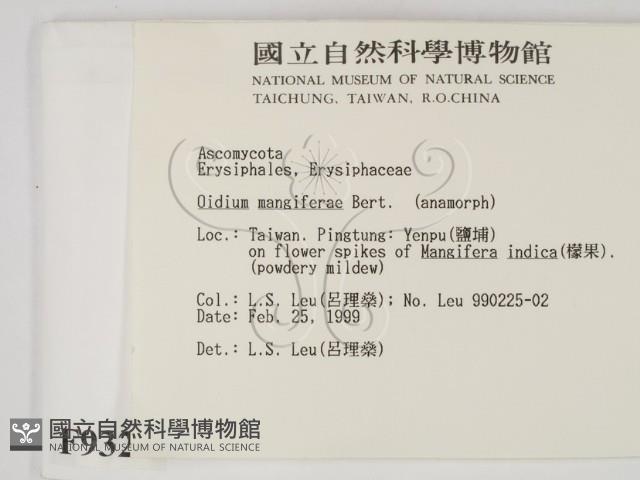 國立自然科學博物館
NATIONAL MUSEUM OF NATURAL SCIENCE
TAICHUNG, TAIWAN, R.O.CHINA
Ascomycota
Erysiphales, Erysiphaceae
Oidium mangiferae Bert. (anamorph)
Loc.: Taiwan. Pingtung: Yenpu(鹽埔)
on flower spikes of Mangifera indica(檬果).
(powdery mildew)
Col.: L.S. Leu(呂理燊); No. Leu 990225-02
Date: Feb. 25, 1999
Det.: L.S. Leu(呂理燊)
國立自然科學博物館
NATIONAL MUSEUM OF NATURAL SCIENCE
F932